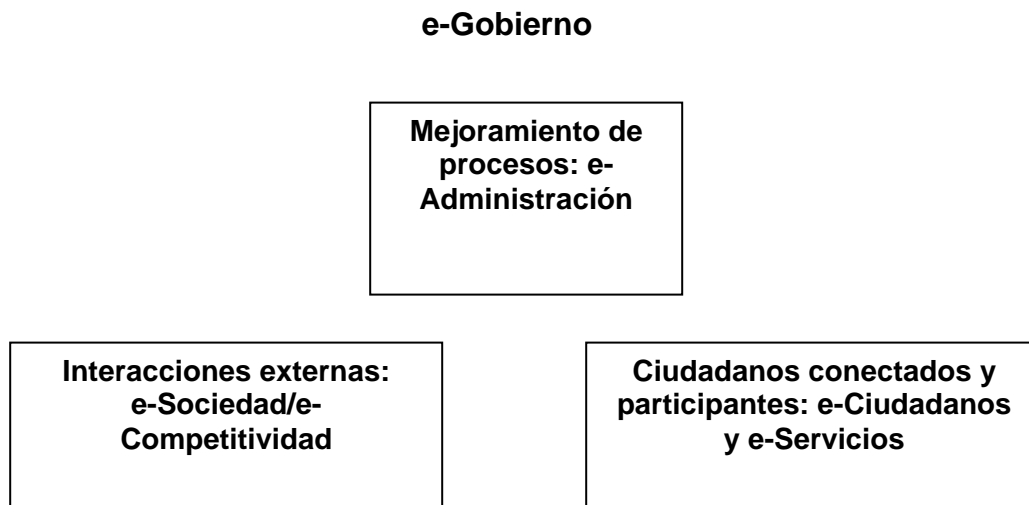 e-Gobierno
Mejoramiento de
procesos: e-
Administración
Interacciones externas:
e-Sociedad/e-
Competitividad
Ciudadanos conectados y
participantes: e-Ciudadanos
y e-Servicios